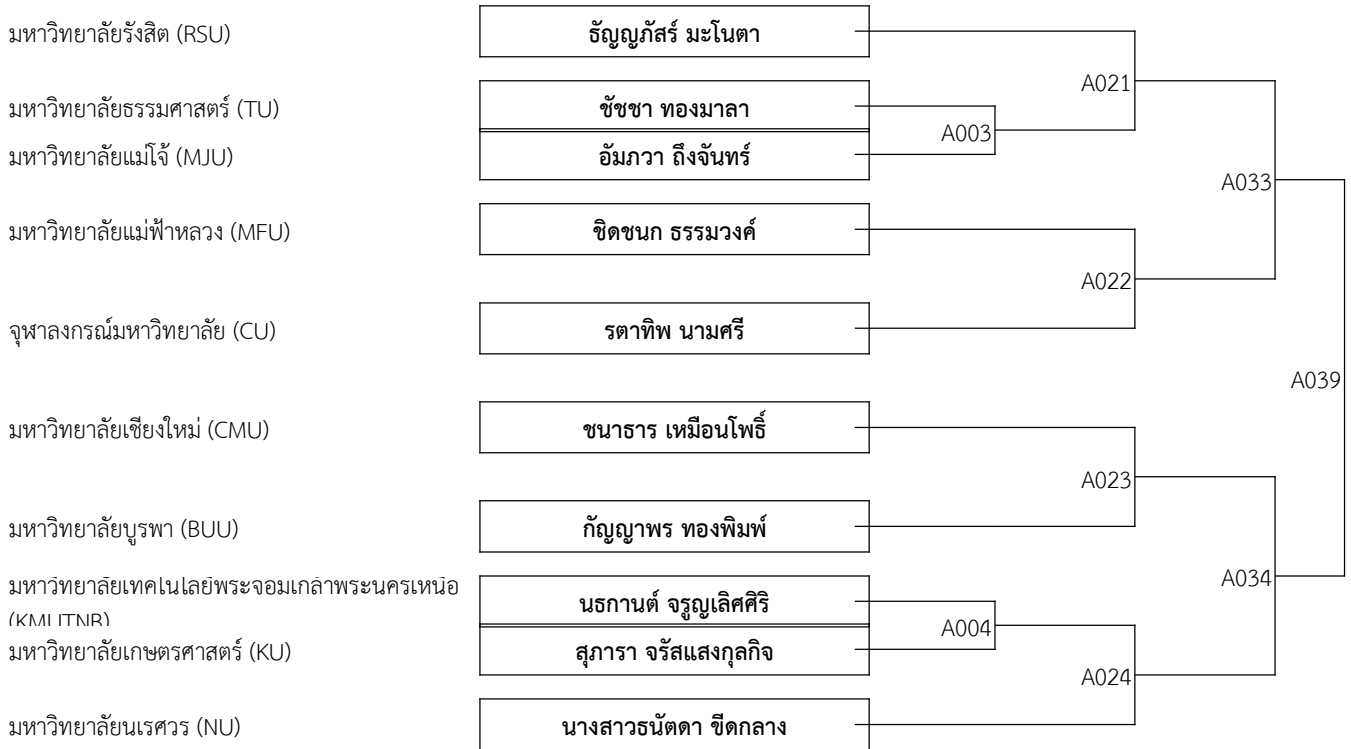 มหาวิทยาลัยรังสิต (RSU)
ธัญญภัสร์ มะโนตา
A021
มหาวิทยาลัยธรรมศาสตร์ (TU)
ชัชชา ทองมาลา
A003
มหาวิทยาลัยแม่โจ้ (MJU)
อัมภวา ถึงจันทร์
A033
มหาวิทยาลัยแม่ฟ้าหลวง (MFU)
ชิดชนก ธรรมวงค์
A022
จุฬาลงกรณ์มหาวิทยาลัย (CU)
รตาทิพ นามศรี
A039
มหาวิทยาลัยเชียงใหม่ (CMU)
ชนาธาร เหมือนโพธิ์
A023
มหาวิทยาลัยบูรพา (BUU)
กัญญาพร ทองพิมพ์
A034
มหาวิทยาลัยเทคโนโลยีพระจอมเกล้าพระนครเหนือ
(KMUTNB)
นธกานต์ จรูญเลิศศิริ
A004
มหาวิทยาลัยเกษตรศาสตร์ (KU)
สุภารา จรัสแสงกุลกิจ
A024
มหาวิทยาลัยนเรศวร (NU)
นางสาวธนัตดา ขีดกลาง